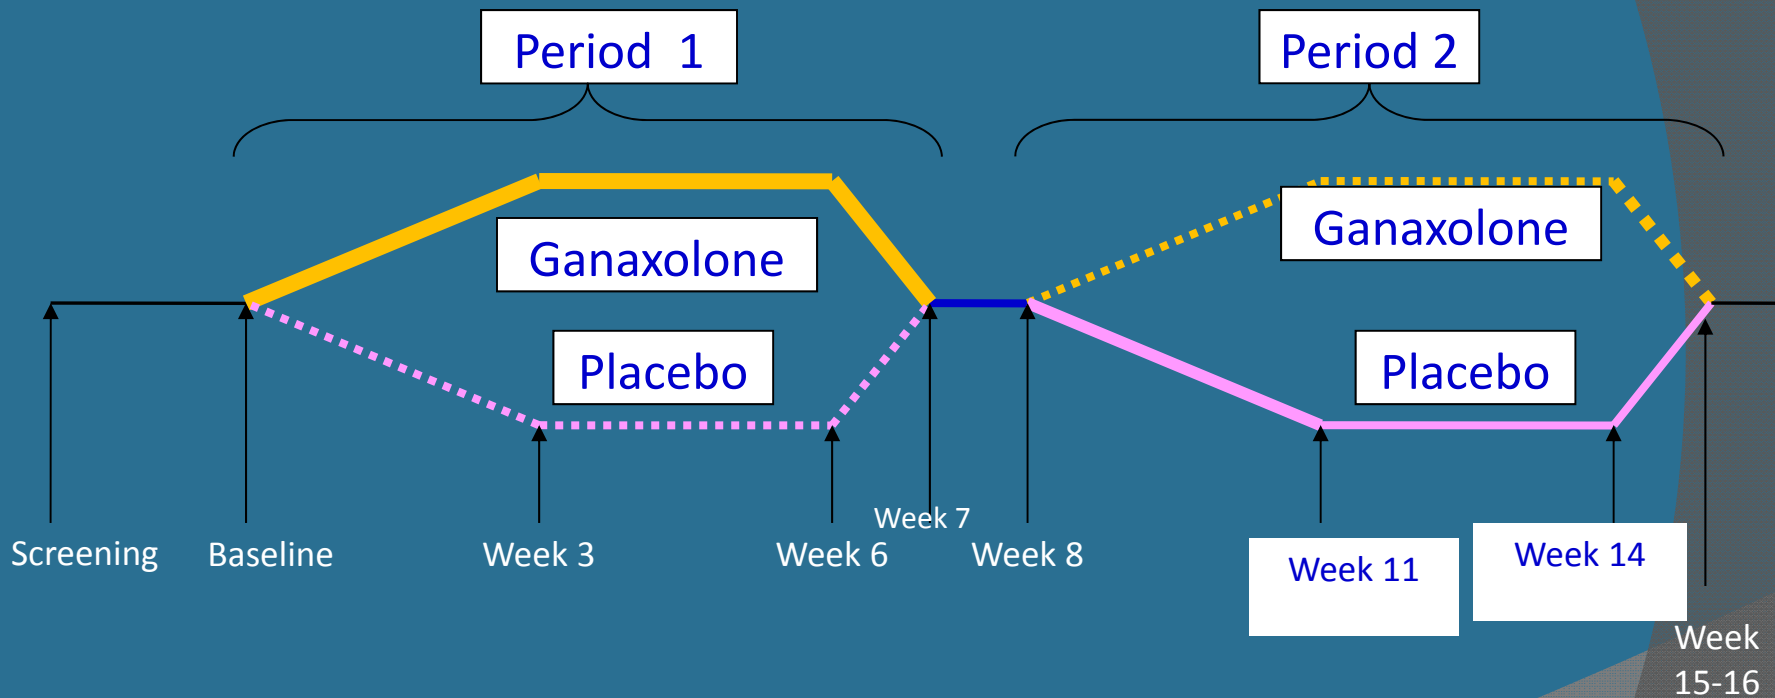 Period 1
Period 2
Ganaxolone
Ganaxolone
Placebo
Placebo
Week 7
Screening
Baseline
Week 3
Week 6
Week 8
Week 11
Week 14
Week
15-16